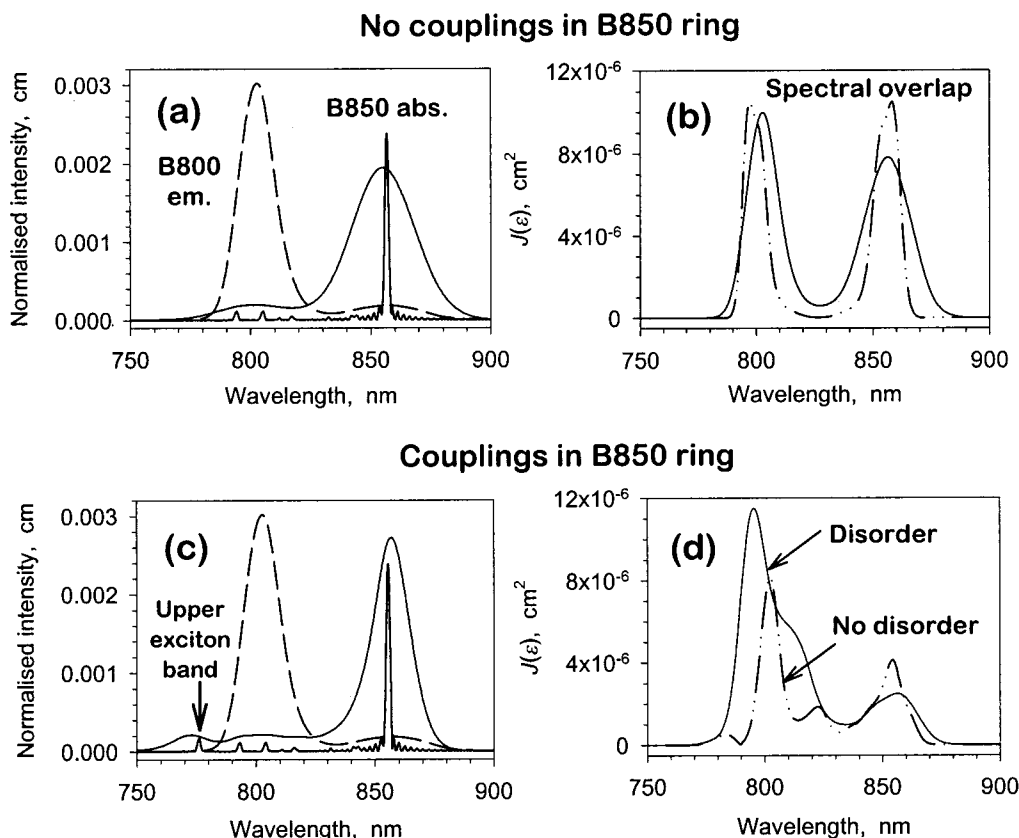 No couplings in B850 ring
Normalised intensity, cm
0.003
0.002
0.001
0.000
(a)
B800
em.
B850 abs.
750
800
850
900
Wavelength, nm
J(ε), cm²
12x10⁻⁶
8x10⁻⁶
4x10⁻⁶
0
(b)
Spectral overlap
750
800
850
900
Wavelength, nm
Couplings in B850 ring
Normalised intensity, cm
0.003
0.002
0.001
0.000
(c)
Upper
exciton
band
750
800
850
900
Wavelength, nm
J(ε), cm²
12x10⁻⁶
8x10⁻⁶
4x10⁻⁶
0
(d)
Disorder
No disorder
750
800
850
900
Wavelength, nm